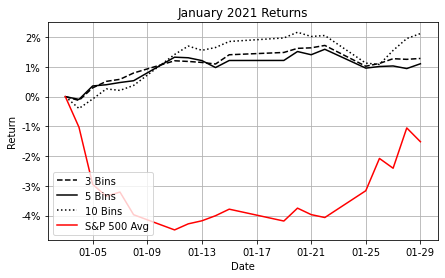 January 2021 Returns
2%
1%
0%
-1%
-2%
-3%
-4%
Return
3 Bins
5 Bins
10 Bins
S&P 500 Avg
01-05
01-09
01-13
01-17
01-21
01-25
01-29
Date